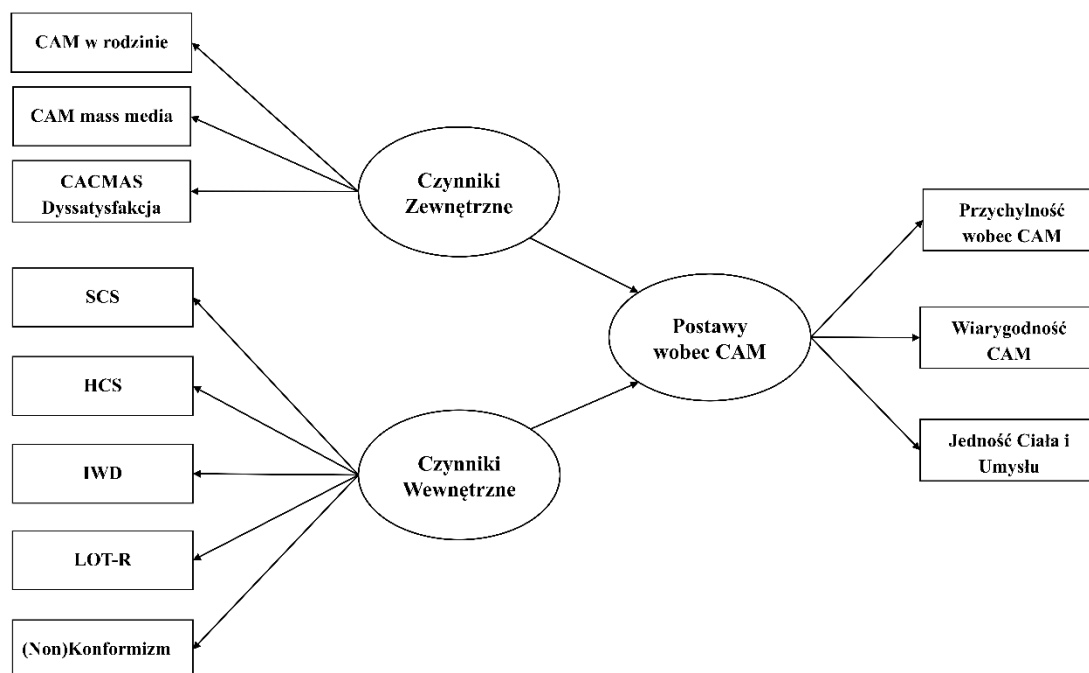 CAM w rodzinie
CAM mass media
CACMAS
Dyssatysfakcja
SCS
HCS
IWD
LOT-R
(Non)Konformizm
Czynniki
Zewnętrzne
Czynniki
Wewnętrzne
Postawy
wobec CAM
Przychylność
wobec CAM
Wiarygodność
CAM
Jedność Ciała i
Umysłu